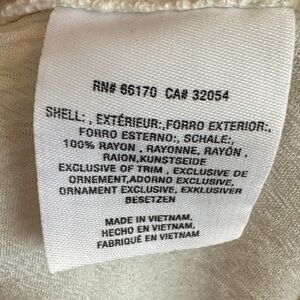 RN# 66170 CA# 32054
SHELL: , EXTÉRIEUR:,FORRO EXTERIOR:,
FORRO ESTERNO:, SCHALE:,
100% RAYON , RAYONNE, RAYÓN ,
RAION,KUNSTSEIDE
EXCLUSIVE OF TRIM , EXCLUSIVE DE
ORNEMENT,ADORNO EXCLUSIVO,
ORNAMENT EXCLUSIVE, EXKLUSIVER
BESETZEN
MADE IN VIETNAM,
HECHO EN VIETNAM,
FABRIQUÉ EN VIETNAM